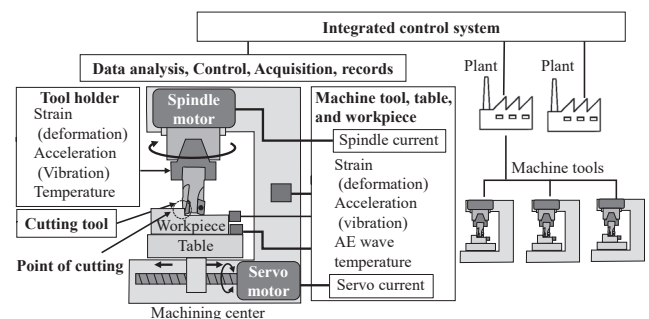 Integrated control system
Data analysis, Control, Acquisition, records
Plant
Plant
Tool holder
Strain
(deformation)
Acceleration
(Vibration)
Temperature
Spindle
motor
Machine tool, table,
and workpiece
Spindle current
Strain
(deformation)
Acceleration
(vibration)
AE wave
temperature
Servo current
Machine tools
Cutting tool
Workpiece
Table
Point of cutting
Servo
motor
Machining center